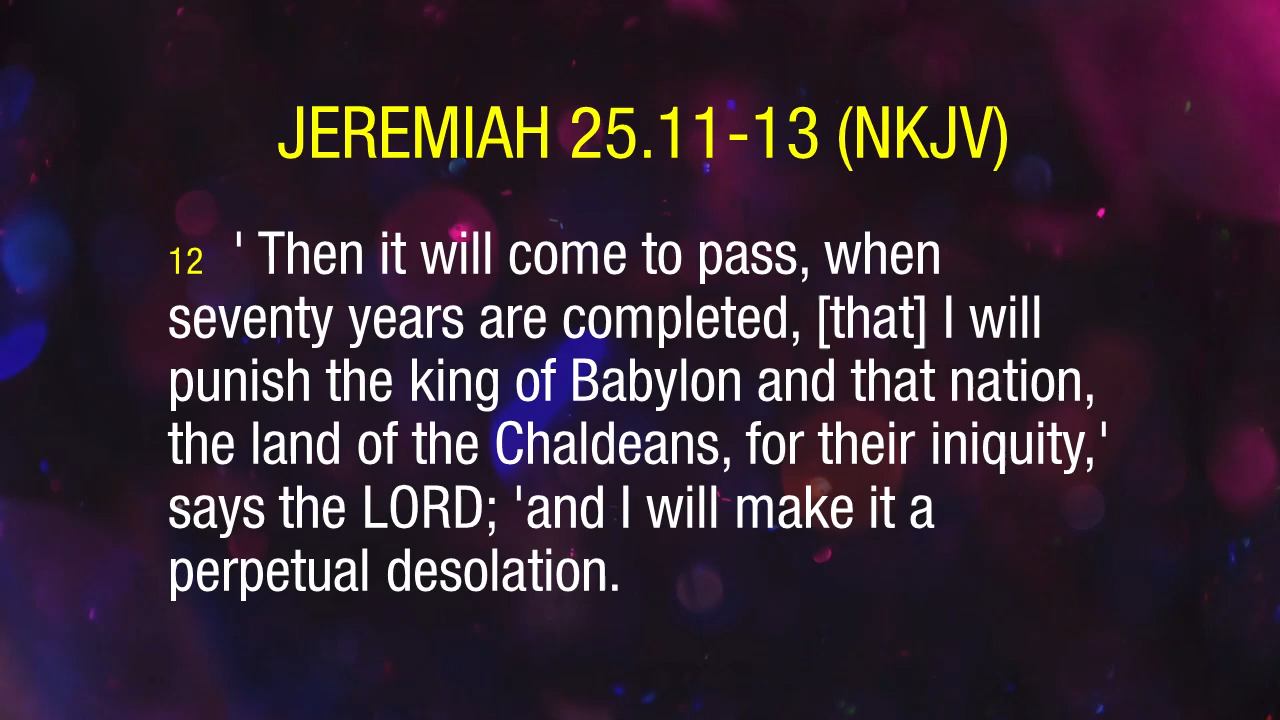 JEREMIAH 25.11-13 (NKJV)
12 ' Then it will come to pass, when
seventy years are completed, [that] I will
punish the king of Babylon and that nation,
the land of the Chaldeans, for their iniquity,'
says the LORD; 'and I will make it a
perpetual desolation.